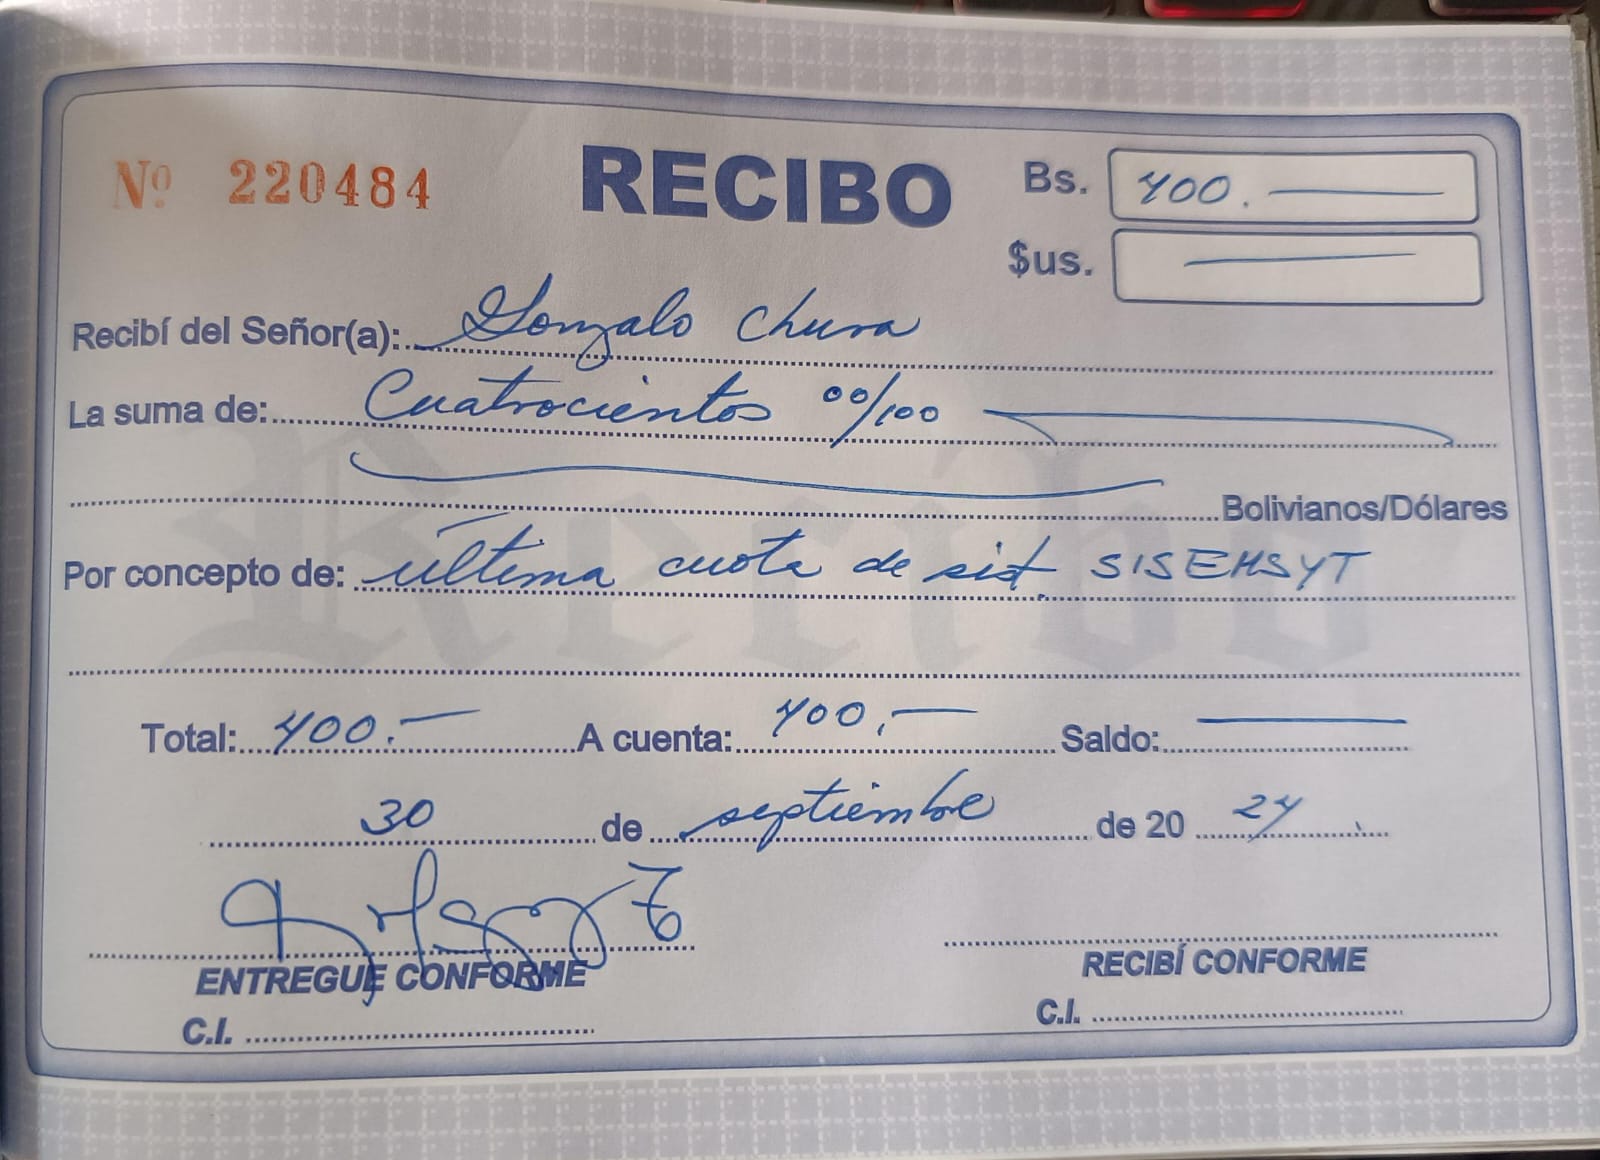 Nº 220484 RECIBO Bs. 400.
$us.
Recibí del Señor(a): Gonzalo Chura
La suma de: Cuatrocientos 00/100
Bolivianos/Dólares
Por concepto de: última cuota de sist. SISEMSYT
Total: 400.- A cuenta: 400,- Saldo:
30 de septiembre de 20 24
ENTREGUE CONFORME RECIBÍ CONFORME
C.I. C.I.
Recibo